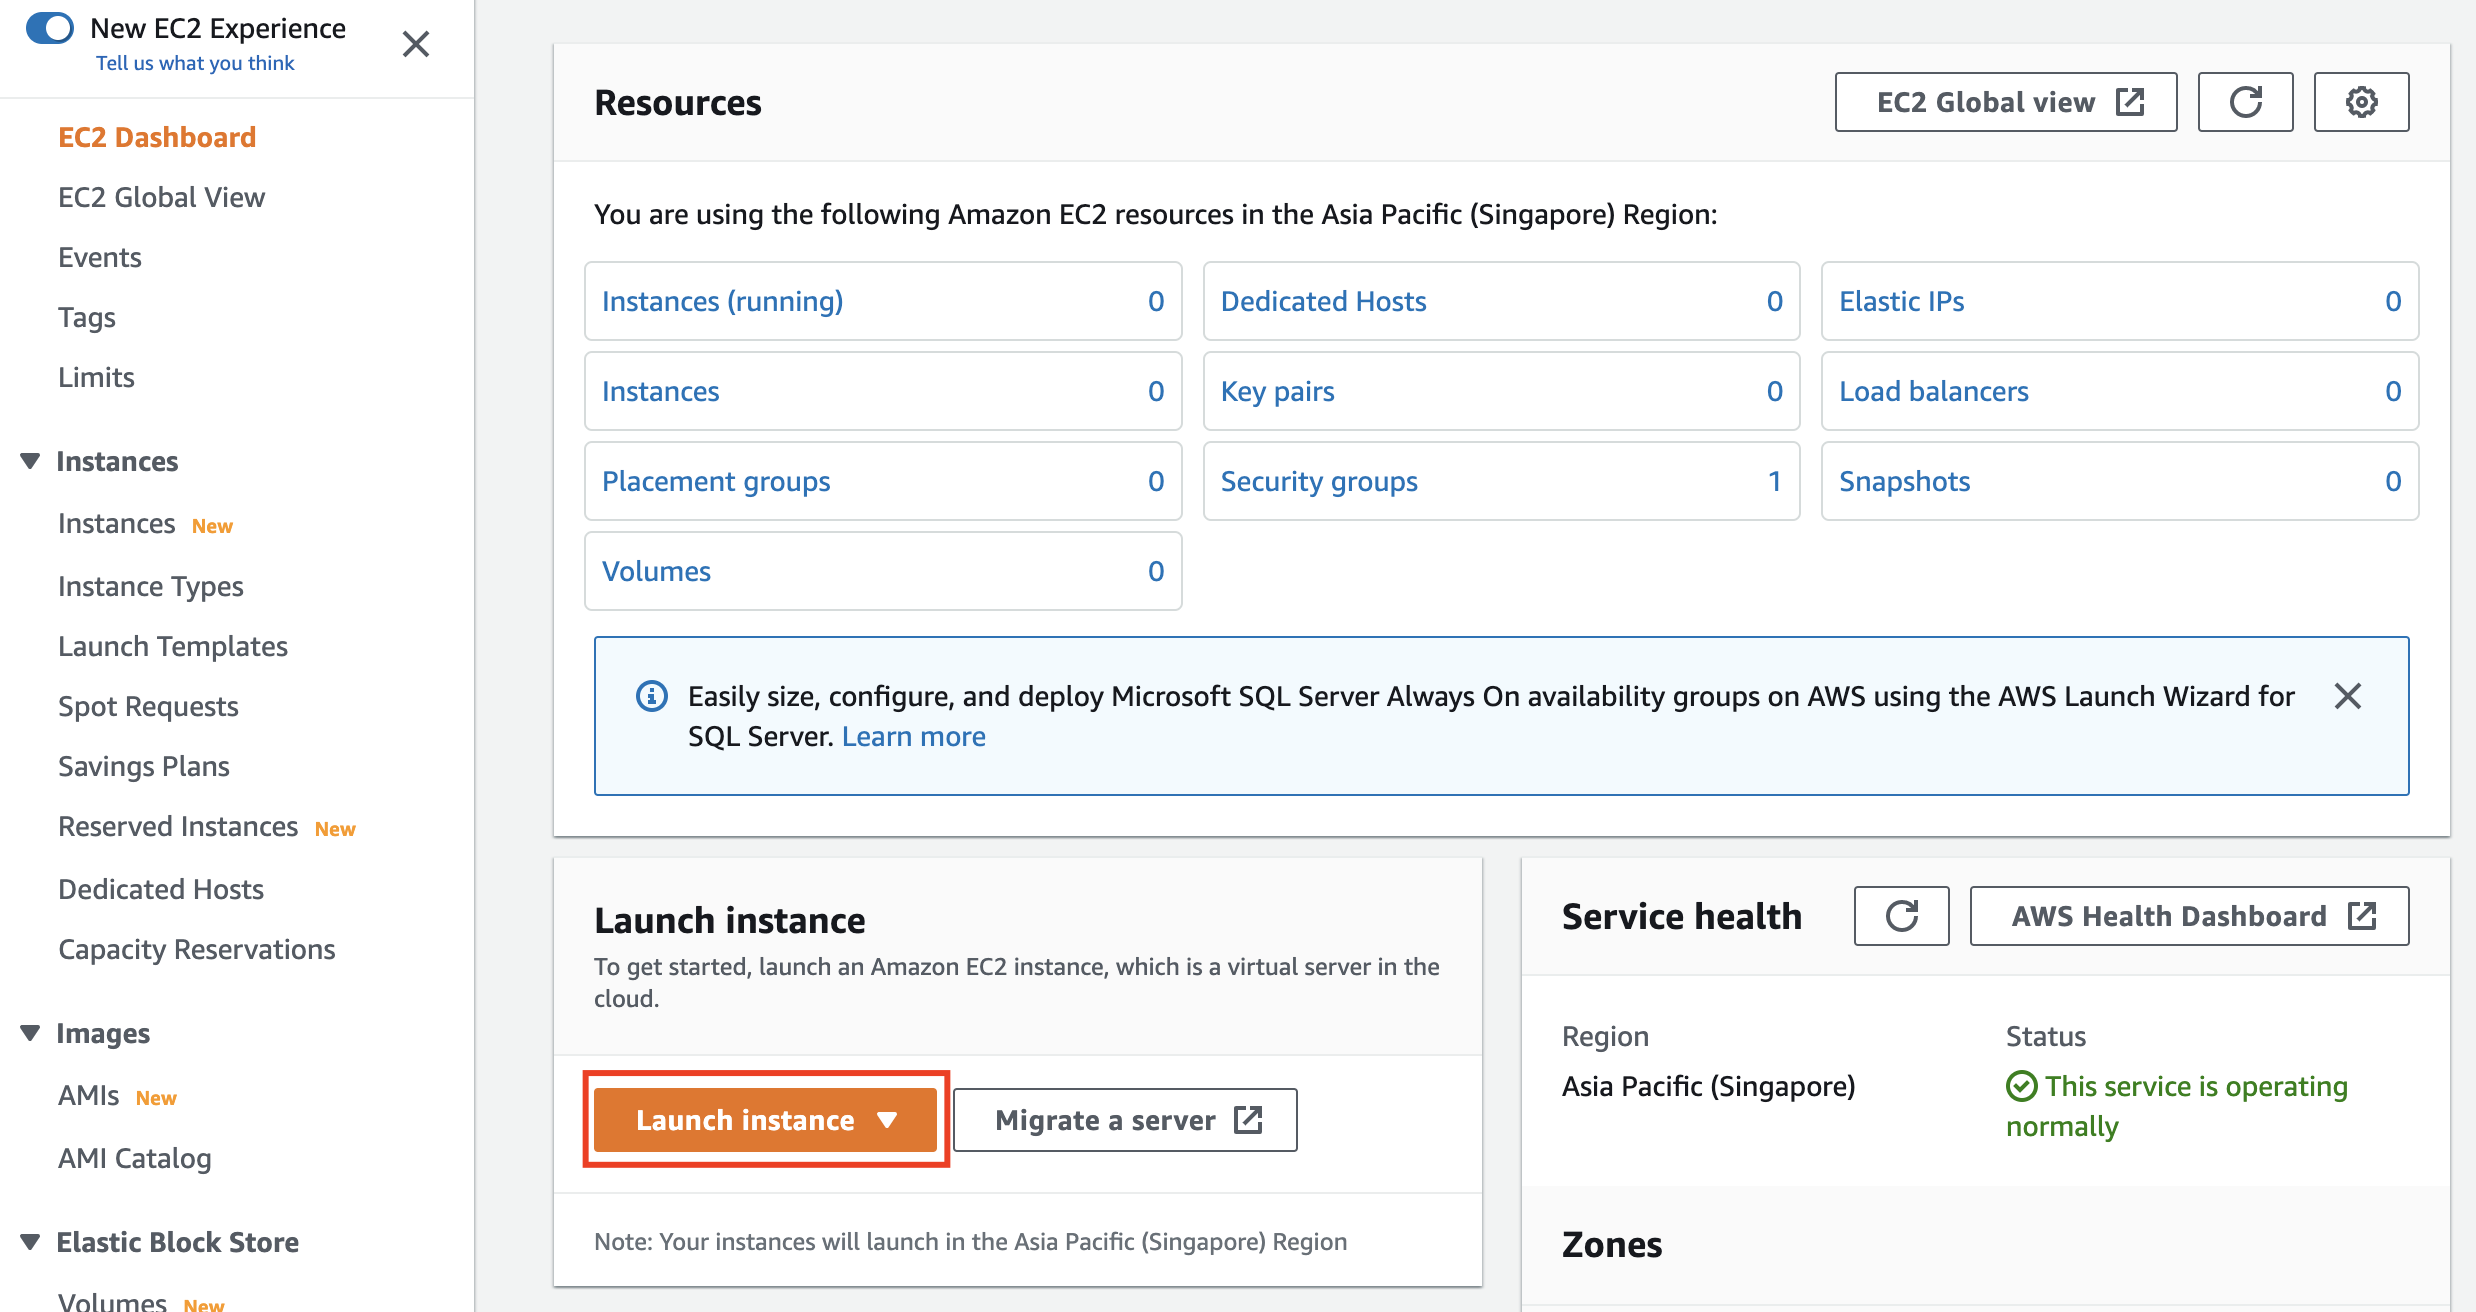 New EC2 Experience
Tell us what you think
EC2 Dashboard
EC2 Global View
Events
Tags
Limits
Instances
Instances New
Instance Types
Launch Templates
Spot Requests
Savings Plans
Reserved Instances New
Dedicated Hosts
Capacity Reservations
Images
AMIs New
AMI Catalog
Elastic Block Store
Volumes New
Resources
EC2 Global view
You are using the following Amazon EC2 resources in the Asia Pacific (Singapore) Region:
Instances (running) 0
Dedicated Hosts 0
Elastic IPs 0
Instances 0
Key pairs 0
Load balancers 0
Placement groups 0
Security groups 1
Snapshots 0
Volumes 0
Easily size, configure, and deploy Microsoft SQL Server Always On availability groups on AWS using the AWS Launch Wizard for
SQL Server. Learn more
Launch instance
To get started, launch an Amazon EC2 instance, which is a virtual server in the
cloud.
Launch instance
Migrate a server
Note: Your instances will launch in the Asia Pacific (Singapore) Region
Service health
AWS Health Dashboard
Region
Asia Pacific (Singapore)
Status
This service is operating
normally
Zones